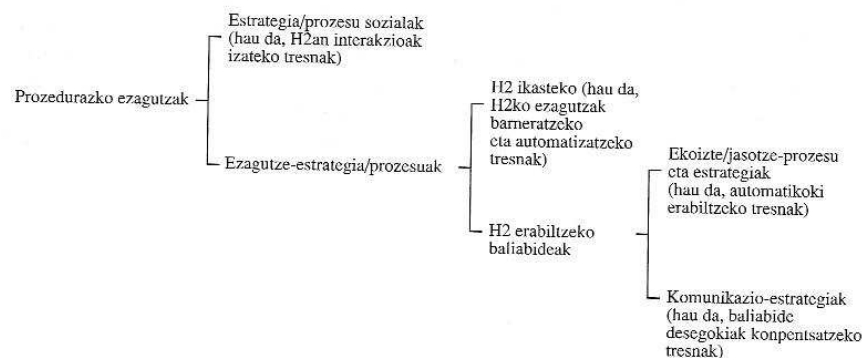 Estrategia/prozesu sozialak
(hau da, H2an interakzioak
izateko tresnak)
Prozedurazko ezagutzak
Ezagutze-estrategia/prozesuak
H2 ikasteko (hau da,
H2ko ezagutzak
barneratzeko
eta automatizatzeko
tresnak)
H2 erabiltzeko
baliabideak
Ekoizte/jasotze-prozesu
eta estrategiak
(hau da, automatikoki
erabiltzeko tresnak)
Komunikazio-estrategiak
(hau da, baliabide
desegokiak konpentsatzeko
tresnak)